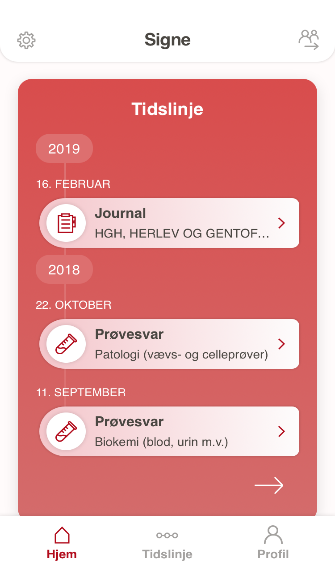 Signe
Tidslinje
2019
16. FEBRUAR
Journal
HGH, HERLEV OG GENTOF...
2018
22. OKTOBER
Prøvesvar
Patologi (vævs- og celleprøver)
11. SEPTEMBER
Prøvesvar
Biokemi (blod, urin m.v.)
Hjem
Tidslinje
Profil